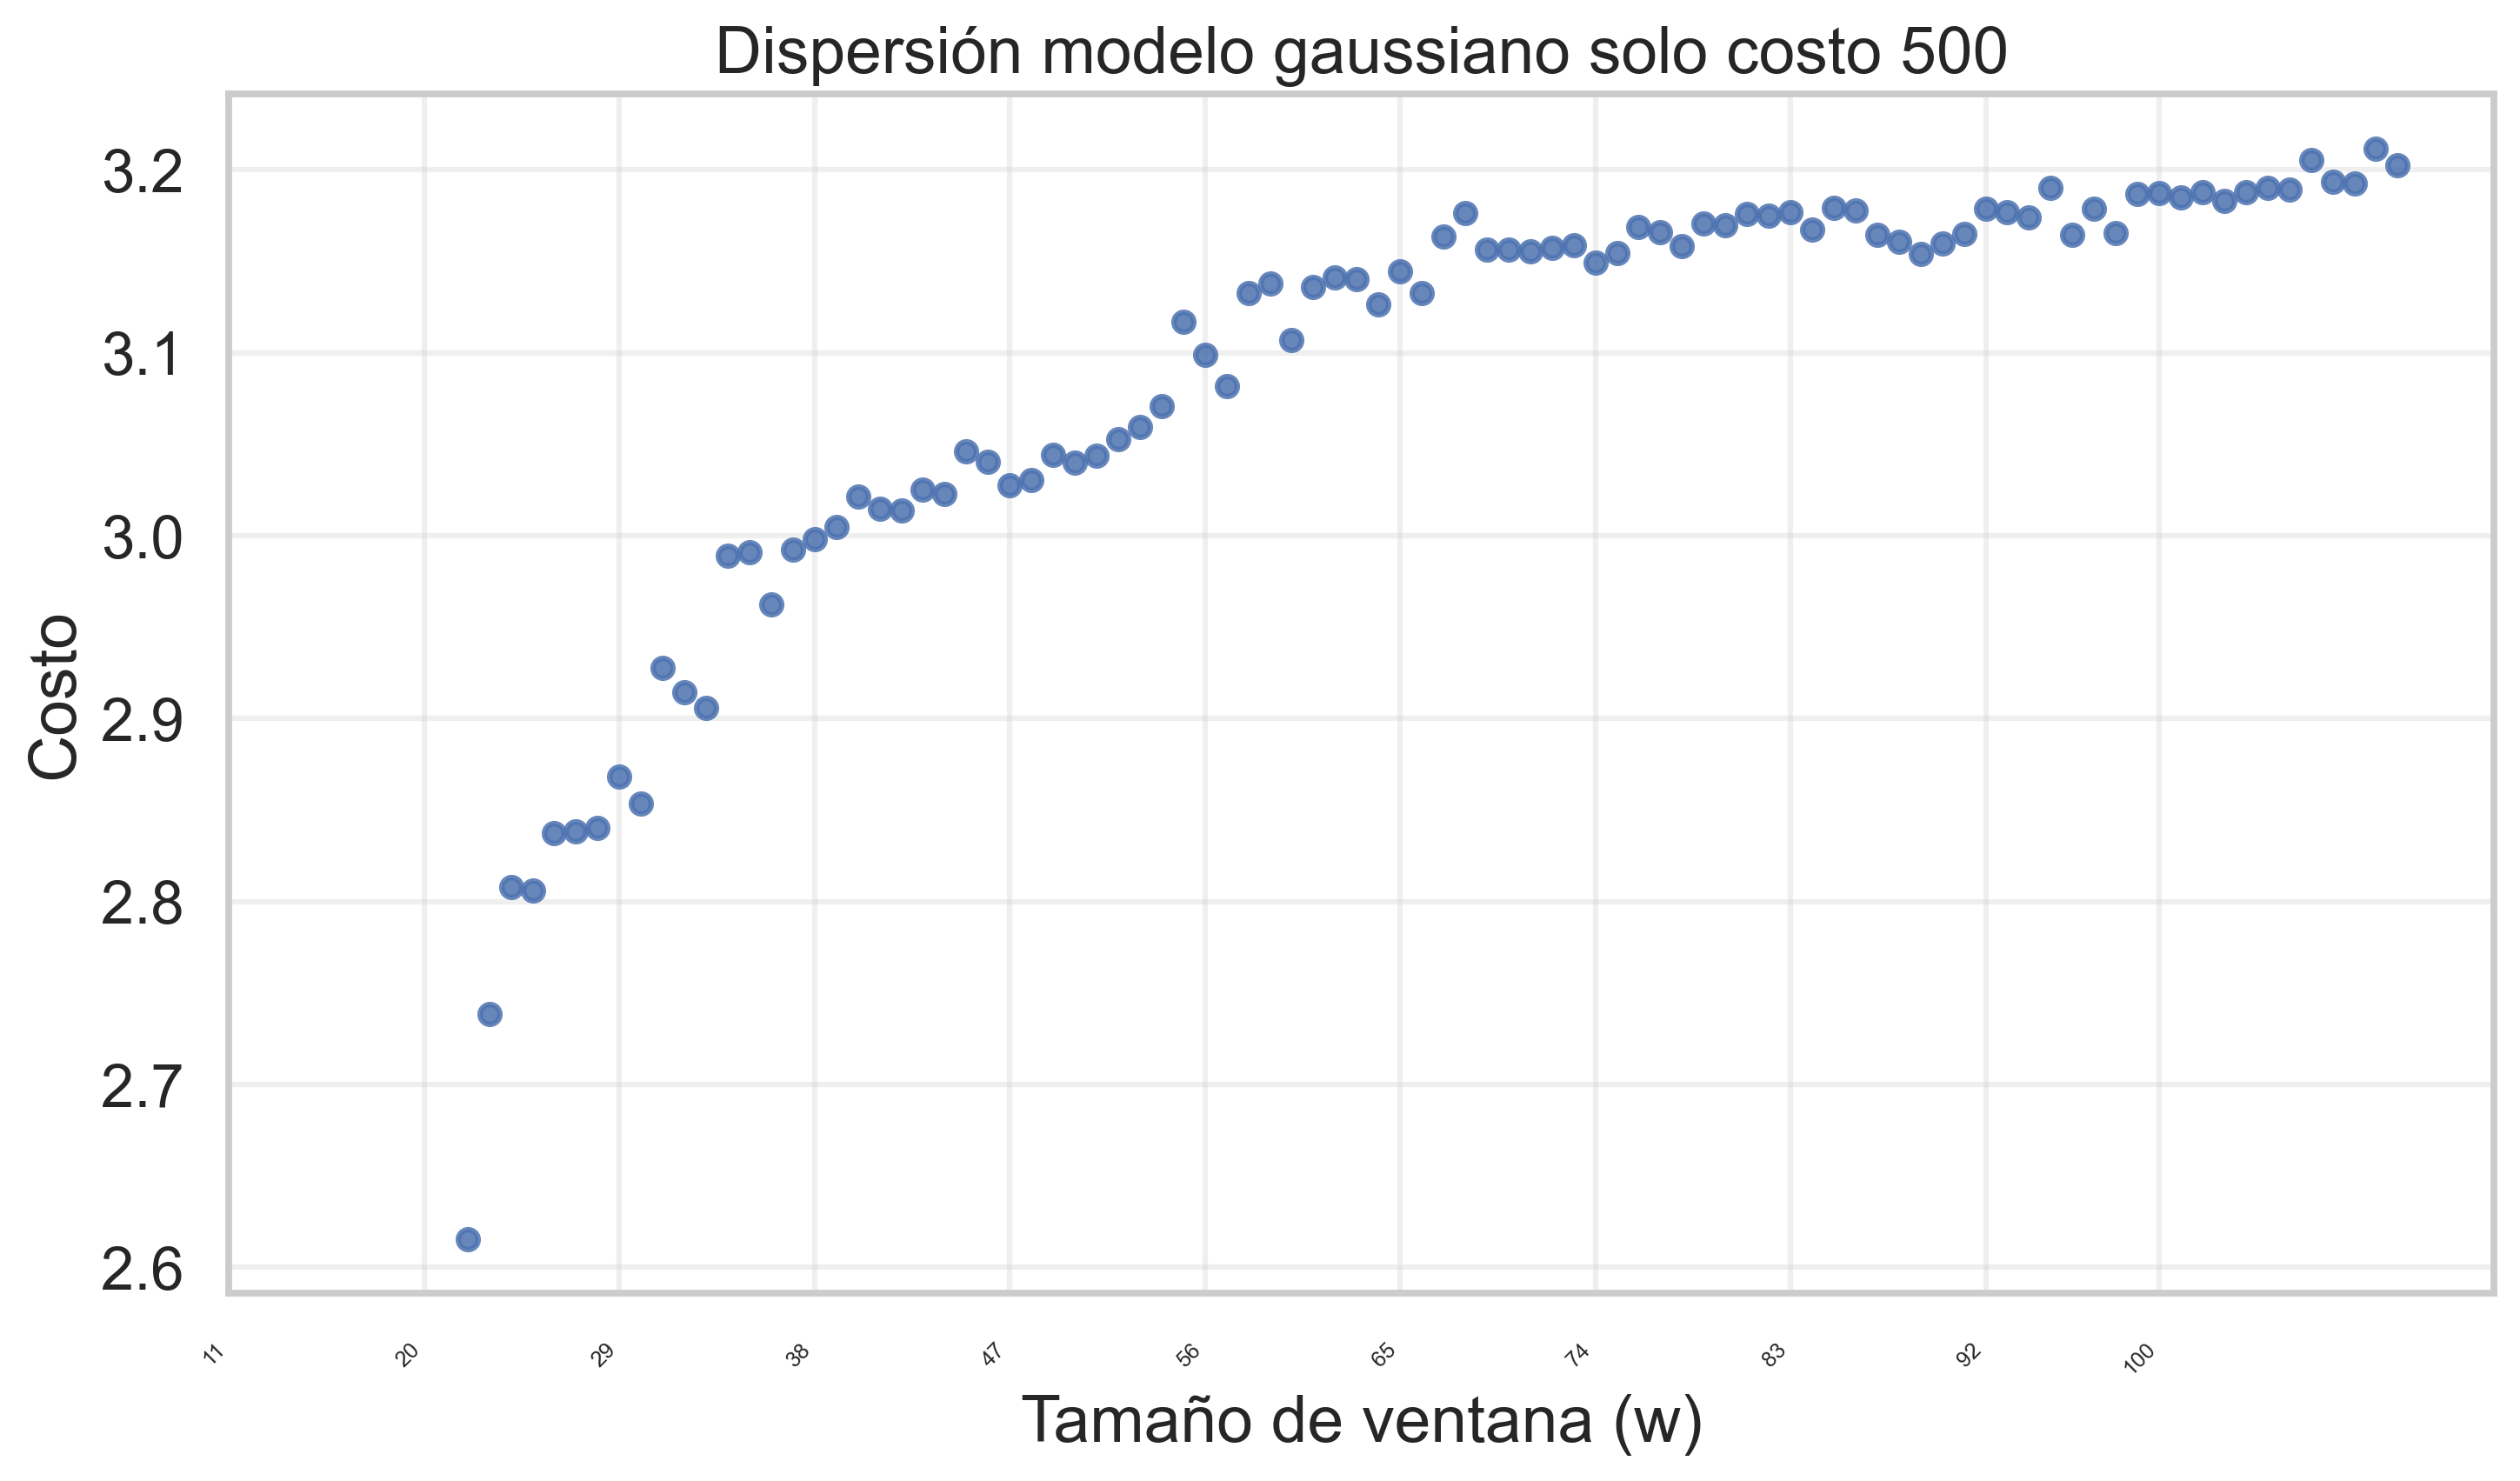 Dispersión modelo gaussiano solo costo 500
3.2
3.1
3.0
2.9
2.8
2.7
2.6
Costo
11 20 29 38 47 56 65 74 83 92 100
Tamaño de ventana (w)